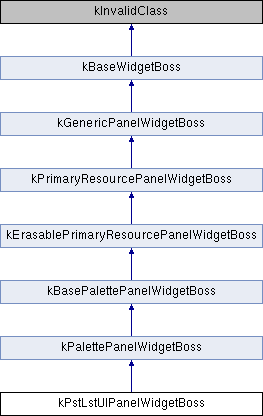 kInvalidClass
kBaseWidgetBoss
kGenericPanelWidgetBoss
kPrimaryResourcePanelWidgetBoss
kErasablePrimaryResourcePanelWidgetBoss
kBasePalettePanelWidgetBoss
kPalettePanelWidgetBoss
kPstLstUIPanelWidgetBoss